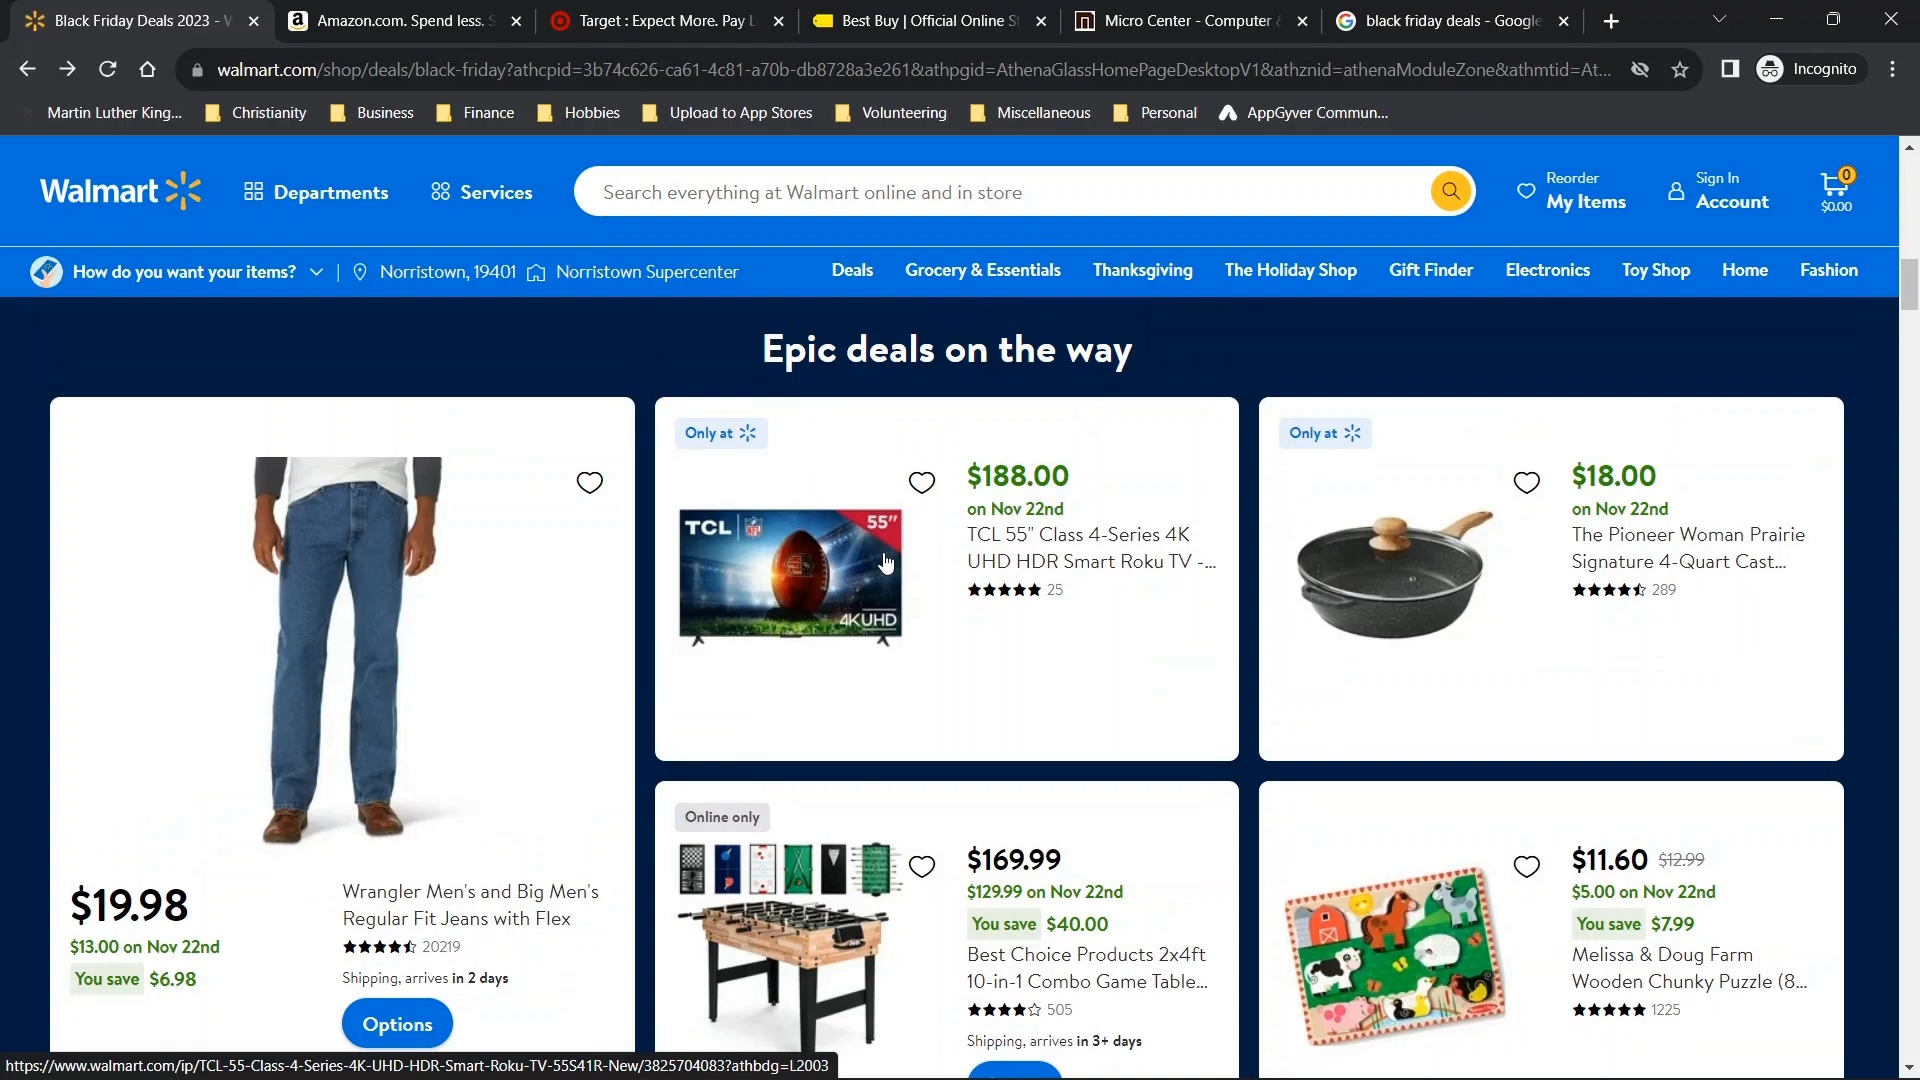 Black Friday Deals 2023 - W
Amazon.com. Spend less. S
Target : Expect More. Pay L
Best Buy | Official Online St
Micro Center - Computer &
black friday deals - Google
walmart.com/shop/deals/black-friday?athcpid=3b74c626-ca61-4c81-a70b-db8728a3e261&athpgid=AthenaGlassHomePageDesktopV1&athznid=athenaModuleZone&athmtid=At...
Incognito
Martin Luther King...
Christianity
Business
Finance
Hobbies
Upload to App Stores
Volunteering
Miscellaneous
Personal
AppGyver Commun...
Walmart
Departments
Services
Search everything at Walmart online and in store
Reorder
My Items
Sign In
Account
0
$0.00
How do you want your items?
Norristown, 19401
Norristown Supercenter
Deals
Grocery & Essentials
Thanksgiving
The Holiday Shop
Gift Finder
Electronics
Toy Shop
Home
Fashion
Epic deals on the way
$19.98
$13.00 on Nov 22nd
You save $6.98
Wrangler Men's and Big Men's
Regular Fit Jeans with Flex
20219
Shipping, arrives in 2 days
Options
Only at
TCL
NFL
55"
4KUHD
$188.00
on Nov 22nd
TCL 55" Class 4-Series 4K
UHD HDR Smart Roku TV -...
25
Only at
$18.00
on Nov 22nd
The Pioneer Woman Prairie
Signature 4-Quart Cast...
289
Online only
$169.99
$129.99 on Nov 22nd
You save $40.00
Best Choice Products 2x4ft
10-in-1 Combo Game Table...
505
Shipping, arrives in 3+ days
$11.60 $12.99
$5.00 on Nov 22nd
You save $7.99
Melissa & Doug Farm
Wooden Chunky Puzzle (8...
1225
https://www.walmart.com/ip/TCL-55-Class-4-Series-4K-UHD-HDR-Smart-Roku-TV-55S41R-New/3825704083?athbdg=L2003